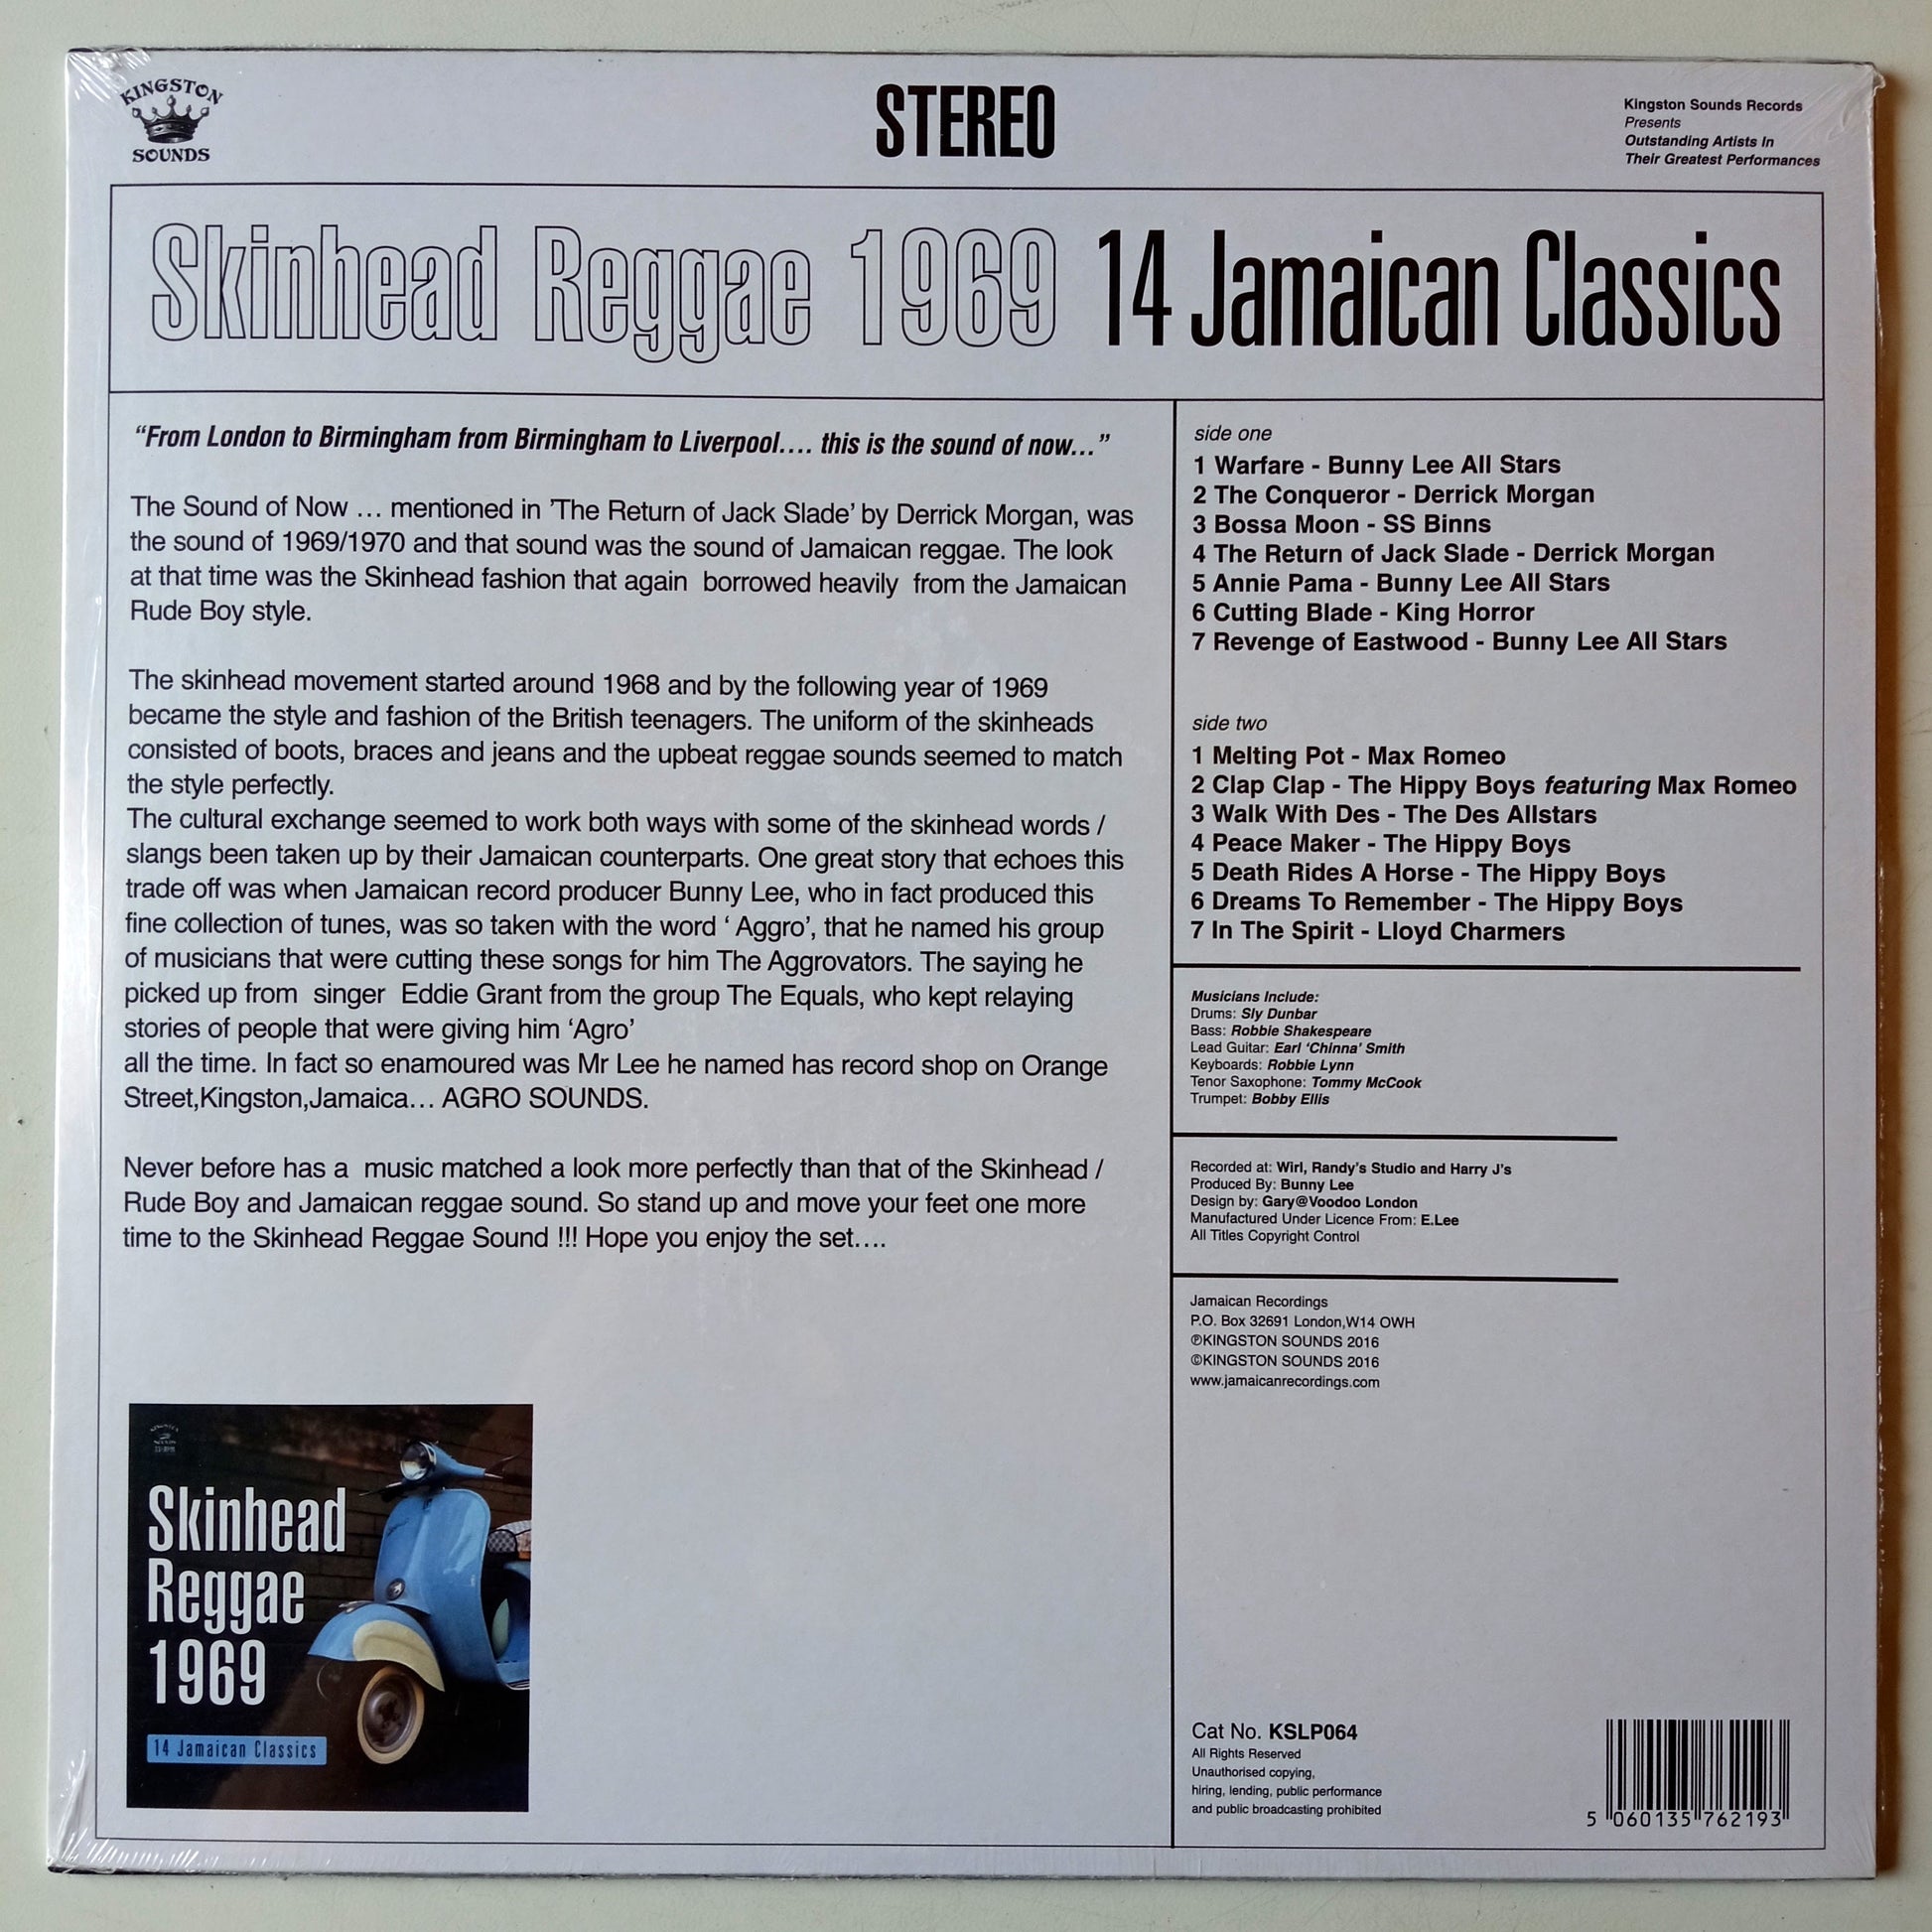 KINGSTON
SOUNDS
STEREO
Kingston Sounds Records
Presents
Outstanding Artists In
Their Greatest Performances
Skinhead Reggae 1969 14 Jamaican Classics
“From London to Birmingham from Birmingham to Liverpool.... this is the sound of now...”
The Sound of Now ... mentioned in ’The Return of Jack Slade’ by Derrick Morgan, was
the sound of 1969/1970 and that sound was the sound of Jamaican reggae. The look
at that time was the Skinhead fashion that again  borrowed heavily  from the Jamaican
Rude Boy style.
The skinhead movement started around 1968 and by the following year of 1969
became the style and fashion of the British teenagers. The uniform of the skinheads
consisted of boots, braces and jeans and the upbeat reggae sounds seemed to match
the style perfectly.
The cultural exchange seemed to work both ways with some of the skinhead words /
slangs been taken up by their Jamaican counterparts. One great story that echoes this
trade off was when Jamaican record producer Bunny Lee, who in fact produced this
fine collection of tunes, was so taken with the word ‘ Aggro’, that he named his group
of musicians that were cutting these songs for him The Aggrovators. The saying he
picked up from  singer  Eddie Grant from the group The Equals, who kept relaying
stories of people that were giving him ‘Agro’
all the time. In fact so enamoured was Mr Lee he named has record shop on Orange
Street,Kingston,Jamaica... AGRO SOUNDS.
Never before has a  music matched a look more perfectly than that of the Skinhead /
Rude Boy and Jamaican reggae sound. So stand up and move your feet one more
time to the Skinhead Reggae Sound !!! Hope you enjoy the set....
side one
1 Warfare - Bunny Lee All Stars
2 The Conqueror - Derrick Morgan
3 Bossa Moon - SS Binns
4 The Return of Jack Slade - Derrick Morgan
5 Annie Pama - Bunny Lee All Stars
6 Cutting Blade - King Horror
7 Revenge of Eastwood - Bunny Lee All Stars
side two
1 Melting Pot - Max Romeo
2 Clap Clap - The Hippy Boys featuring Max Romeo
3 Walk With Des - The Des Allstars
4 Peace Maker - The Hippy Boys
5 Death Rides A Horse - The Hippy Boys
6 Dreams To Remember - The Hippy Boys
7 In The Spirit - Lloyd Charmers
Musicians Include:
Drums: Sly Dunbar
Bass: Robbie Shakespeare
Lead Guitar: Earl ‘Chinna’ Smith
Keyboards: Robbie Lynn
Tenor Saxophone: Tommy McCook
Trumpet: Bobby Ellis
Recorded at: Wirl, Randy’s Studio and Harry J's
Produced By: Bunny Lee
Design by: Gary@Voodoo London
Manufactured Under Licence From: E.Lee
All Titles Copyright Control
Jamaican Recordings
P.O. Box 32691 London,W14 OWH
℗KINGSTON SOUNDS 2016
©KINGSTON SOUNDS 2016
www.jamaicanrecordings.com
Skinhead
Reggae
1969
14 Jamaican Classics
Cat No. KSLP064
All Rights Reserved
Unauthorised copying,
hiring, lending, public performance
and public broadcasting prohibited
5 060135 762193